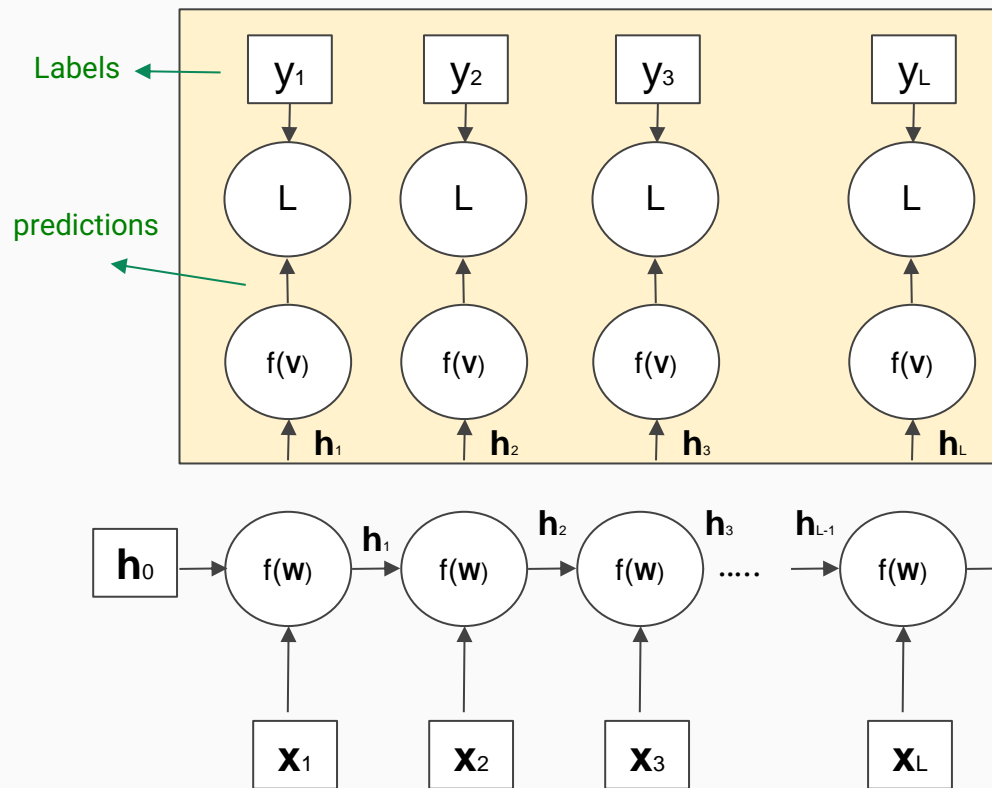 Labels
y1 y2 y3 yL
L L L L
predictions
f(v) f(v) f(v) f(v)
h1 h2 h3 hL
h1 h2 h3 hL-1
h0 f(w) f(w) f(w) ..... f(w)
x1 x2 x3 xL